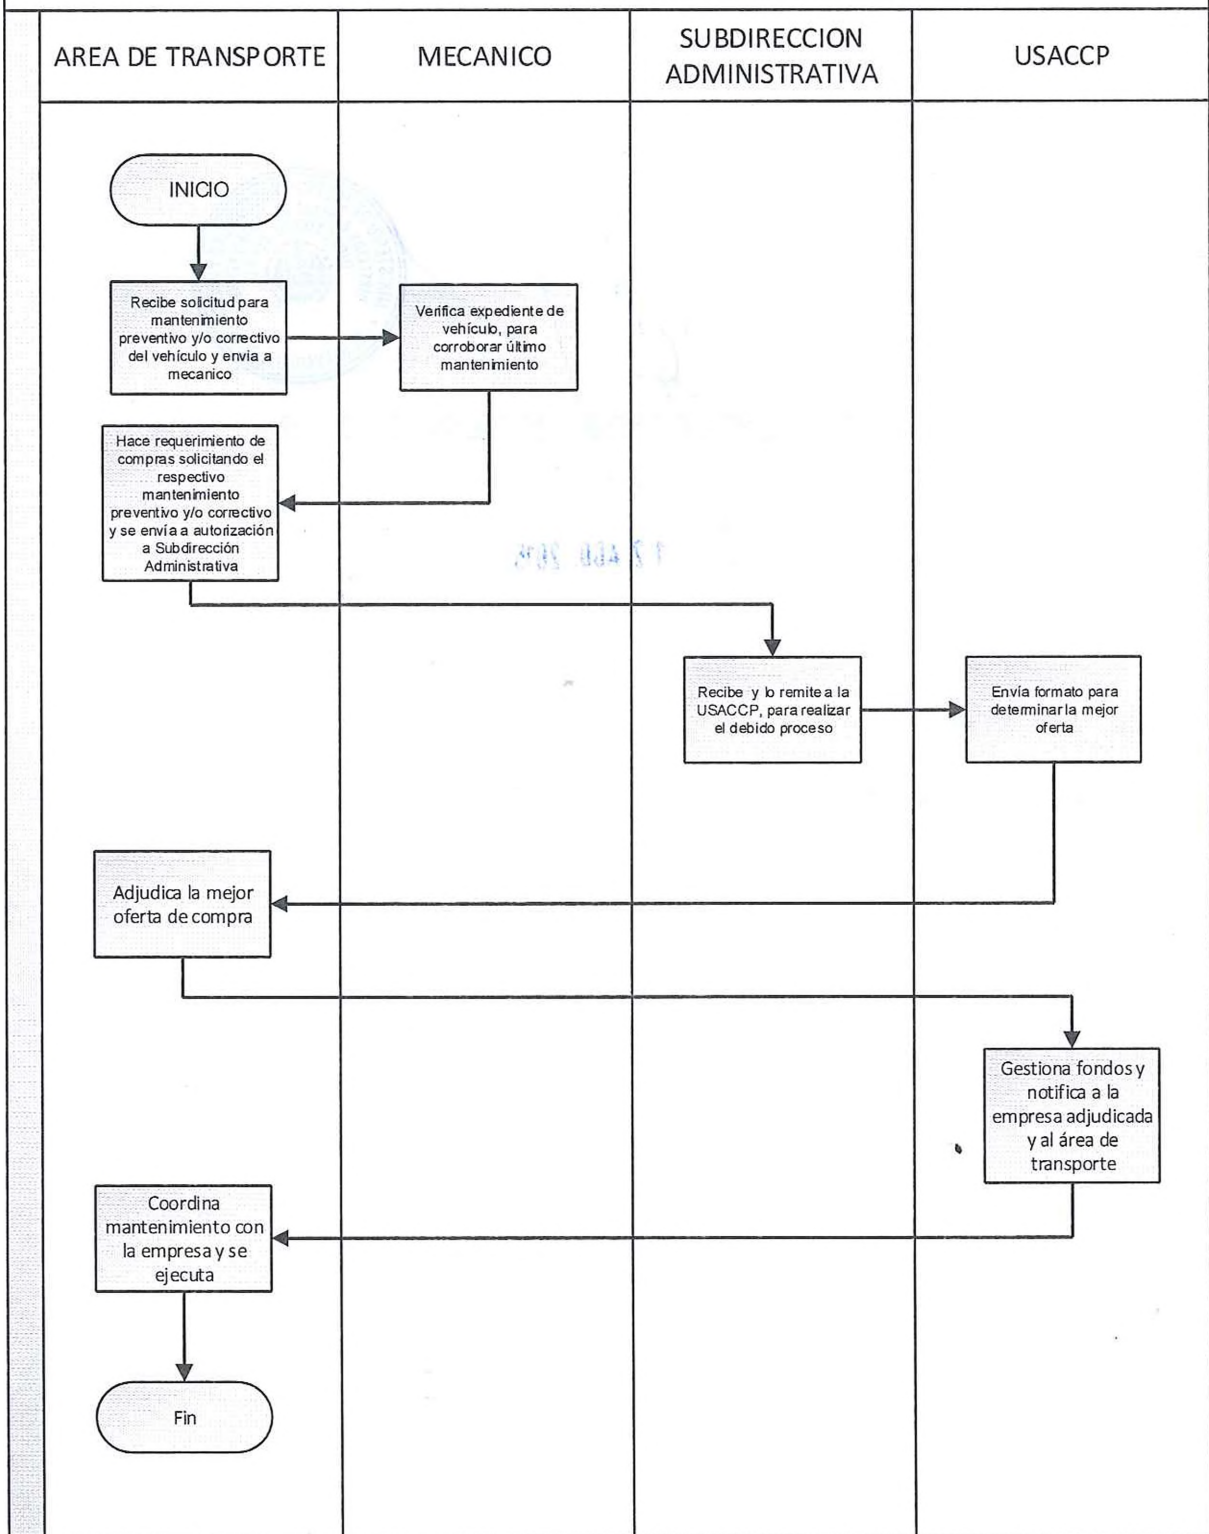 AREA DE TRANSPORTE
MECANICO
SUBDIRECCION
ADMINISTRATIVA
USACCP
INICIO
Recibe solicitud para
mantenimiento
preventivo y/o correctivo
del vehículo y envia a
mecanico
Verifica expediente de
vehículo, para
corroborar último
mantenimiento
Hace requerimiento de
compras solicitando el
respectivo
mantenimiento
preventivo y/o correctivo
y se envía a autorización
a Subdirección
Administrativa
Recibe y lo remite a la
USACCP, para realizar
el debido proceso
Envía formato para
determinar la mejor
oferta
Adjudica la mejor
oferta de compra
Gestiona fondos y
notifica a la
empresa adjudicada
y al área de
transporte
Coordina
mantenimiento con
la empresa y se
ejecuta
Fin